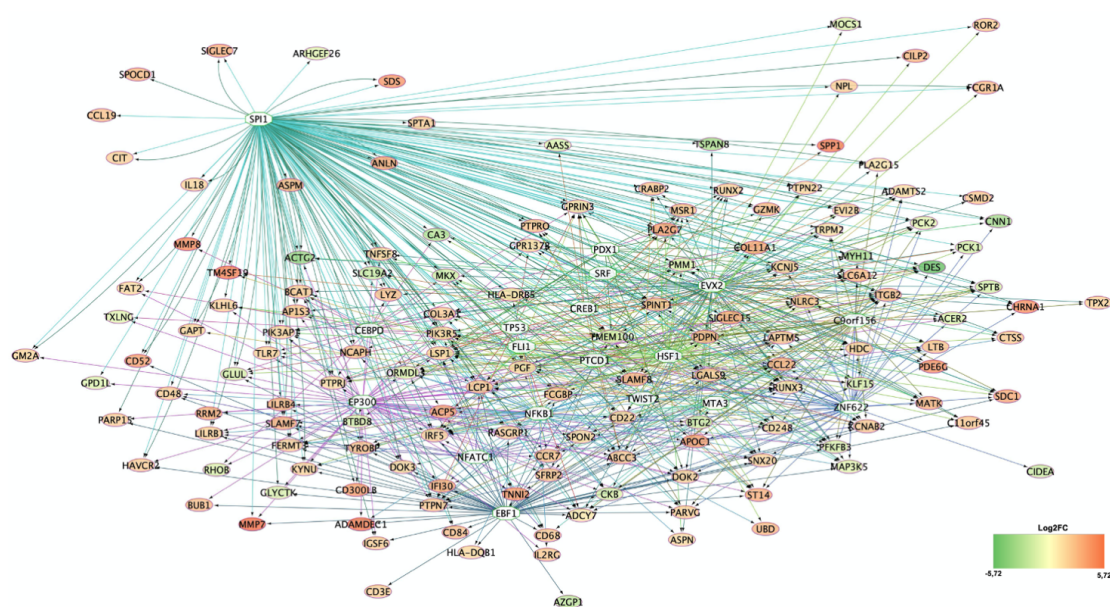 MOCS1
ROR2
SIGLEC7
ARHGEF26
CILP2
SPOCD1
SDS
NPL
FCGR1A
CCL19
SPI1
SPTA1
AASS
TSPAN8
SPP1
CIT
ANLN
PLA2G15
IL18
ASPM
CRABP2
RUNX2
PTPN22
ADAMTS2
CSMD2
GPRIN3
MSR1
GZMK
EVI2B
PTPRO
PLA2G7
TRPM2
PCK2
CNN1
CA3
MMP8
GPR137B
PDX1
COL11A1
PCK1
ACTG2
TNFSF8
MYH11
TM4SF19
SLC19A2
MKX
SRF
PMM1
KCNJ5
SLC6A12
DES
FAT2
BCAT1
LYZ
HLA-DRB5
EVX2
ITGB2
SPTB
KLHL6
AP1S3
COL3A1
CREB1
SPINT1
NLRC3
CHRNA1
TPX2
TXLNG
SIGLEC15
C9orf156
ACER2
GAPT
PIK3AP1
CEBPD
PIK3R5
TP53
TMEM100
PDPN
LAPTM5
CTSS
GM2A
TLR7
NCAPH
LSP1
FLI1
PTCD1
HSF1
HDC
LTB
CD52
GLUL
ORMDL3
PGF
CCL22
PDE6G
GPD1L
PTPRJ
LCP1
SLAMF8
LGALS9
RUNX3
KLF15
CD48
FCGBP
SDC1
LILRB4
EP300
TWIST2
MTA3
ZNF622
MATK
PARP15
RRM2
ACP5
NFKB1
CD22
BTG2
CD248
KCNAB2
C11orf45
SLAMF7
BTBD8
LILRB1
IRF5
RASGRP1
SPON2
APOC1
FERMT3
TYROBP
CCR7
ABCC3
PFKFB3
HAVCR2
RHOB
KYNU
DOK3
NFATC1
SNX20
MAP3K5
CIDEA
SFRP2
DOK2
GLYCTK
CD300LB
IFI30
TNNI2
CKB
ST14
BUB1
PTPN7
EBF1
ADCY7
PARVG
MMP7
ADAMDEC1
UBD
IGSF6
CD84
CD68
ASPN
HLA-DQB1
IL2RG
CD3E
AZGP1
Log2FC
-5,72
5,72